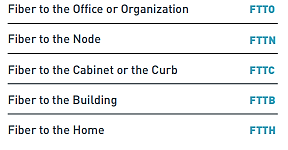 Fiber to the Office or Organization FTTO
Fiber to the Node FTTN
Fiber to the Cabinet or the Curb FTTC
Fiber to the Building FTTB
Fiber to the Home FTTH